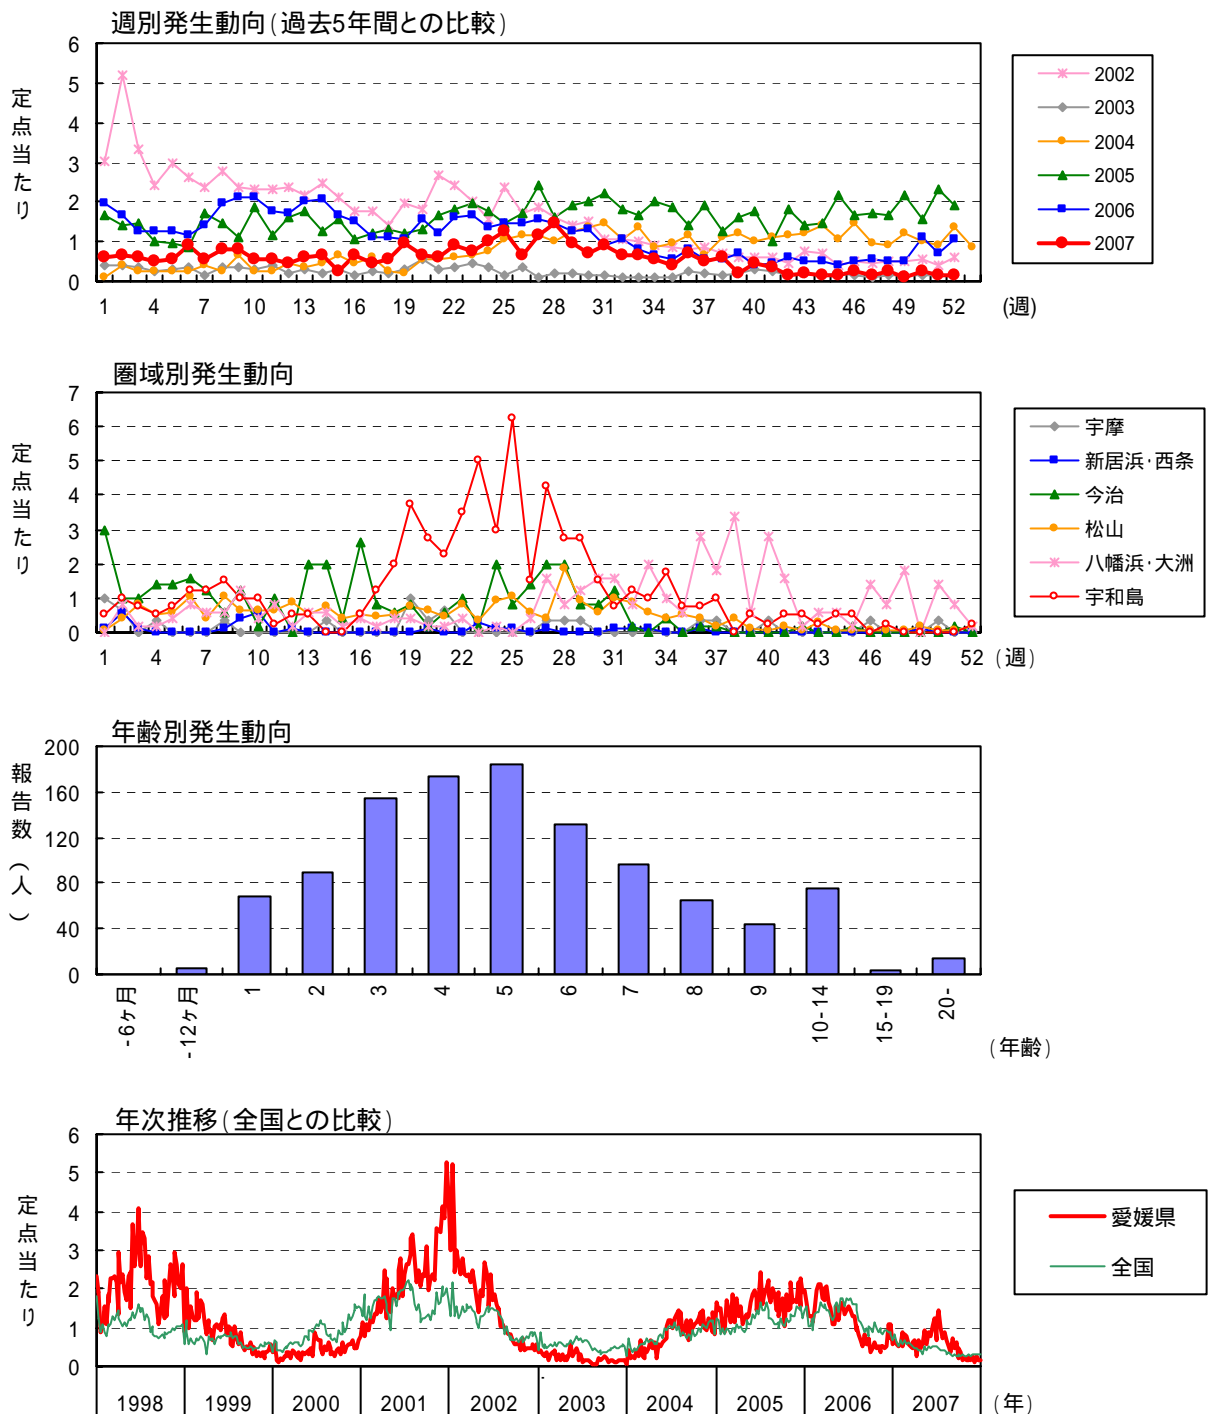 週別発生動向(過去5年間との比較)
定点当たり
6
5
4
3
2
1
0
1 4 7 10 13 16 19 22 25 28 31 34 37 40 43 46 49 52 (週)
2002
2003
2004
2005
2006
2007
圏域別発生動向
定点当たり
7
6
5
4
3
2
1
0
1 4 7 10 13 16 19 22 25 28 31 34 37 40 43 46 49 52 (週)
宇摩
新居浜・西条
今治
松山
八幡浜・大洲
宇和島
年齢別発生動向
報告数(人)
200
160
120
80
40
0
-6ヶ月 -12ヶ月 1 2 3 4 5 6 7 8 9 10-14 15-19 20-
(年齢)
年次推移(全国との比較)
定点当たり
6
5
4
3
2
1
0
1998 1999 2000 2001 2002 2003 2004 2005 2006 2007 (年)
愛媛県
全国